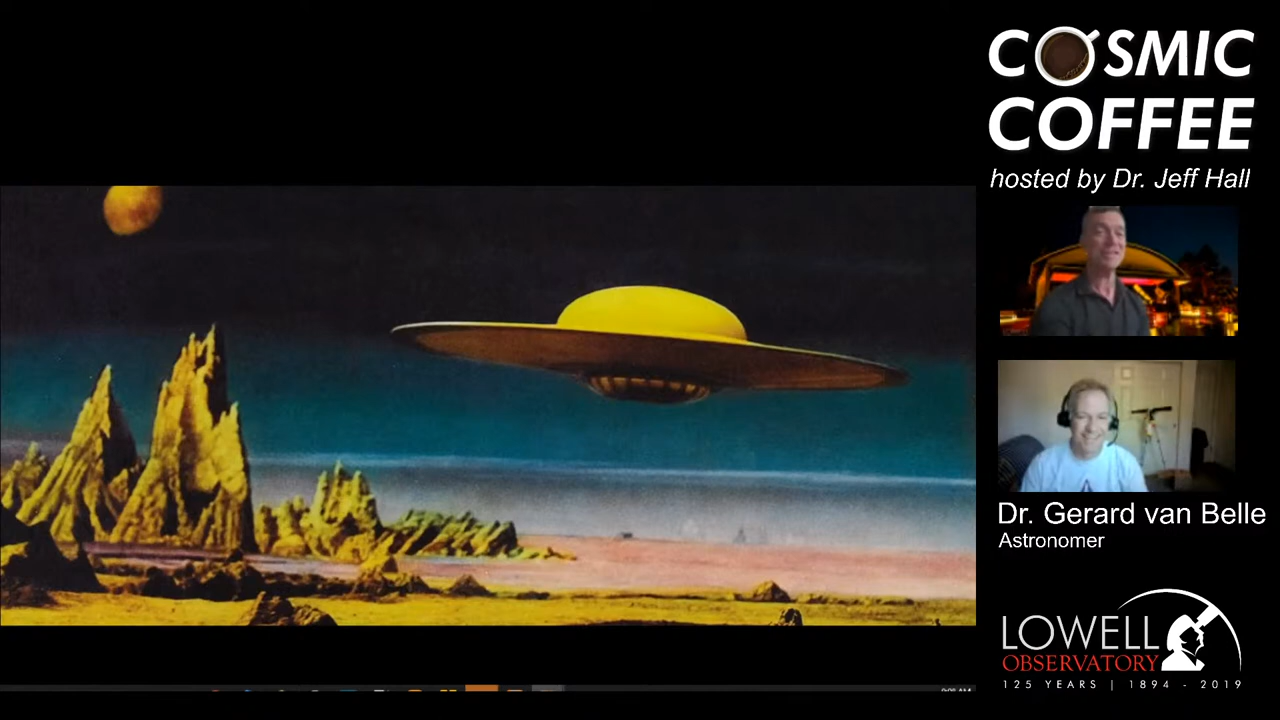 COSMIC
COFFEE
hosted by Dr. Jeff Hall
Dr. Gerard van Belle
Astronomer
LOWELL
OBSERVATORY
125 YEARS | 1894 - 2019